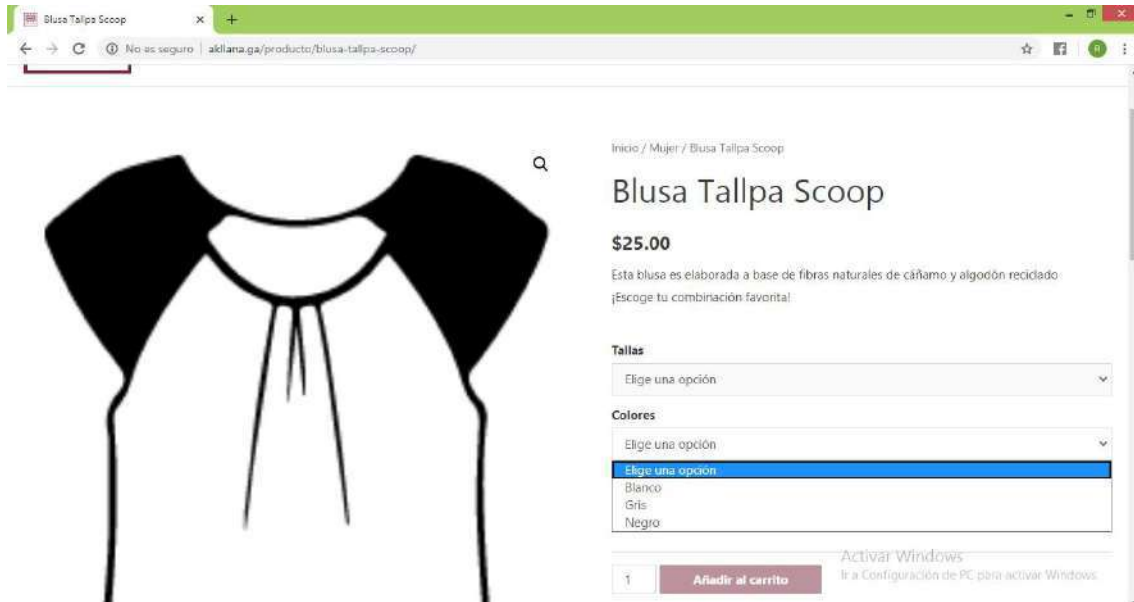 Blusa Tallpa Scoop
No es seguro akllana.ga/producto/blusa-tallpa-scoop/
R
Inicio / Mujer / Blusa Tallpa Scoop
Blusa Tallpa Scoop
$25.00
Esta blusa es elaborada a base de fibras naturales de cáñamo y algodón reciclado
¡Escoge tu combinación favorita!
Tallas
Elige una opción
Colores
Elige una opción
Elige una opción
Blanco
Gris
Negro
Activar Windows
Ir a Configuración de PC para activar Windows.
1
Añadir al carrito